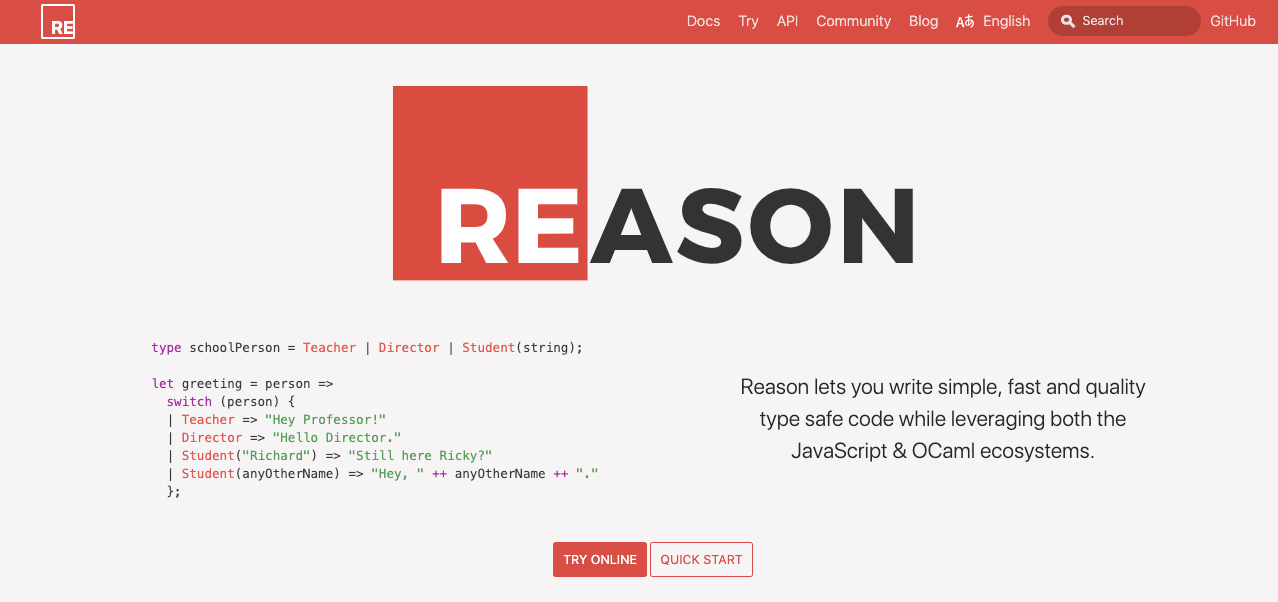 RE
Docs Try API Community Blog Aあ English Search GitHub
REASON
type schoolPerson = Teacher | Director | Student(string);
let greeting = person =>
switch (person) {
| Teacher => "Hey Professor!"
| Director => "Hello Director."
| Student("Richard") => "Still here Ricky?"
| Student(anyOtherName) => "Hey, " ++ anyOtherName ++ "."
};
Reason lets you write simple, fast and quality
type safe code while leveraging both the
JavaScript & OCaml ecosystems.
TRY ONLINE QUICK START